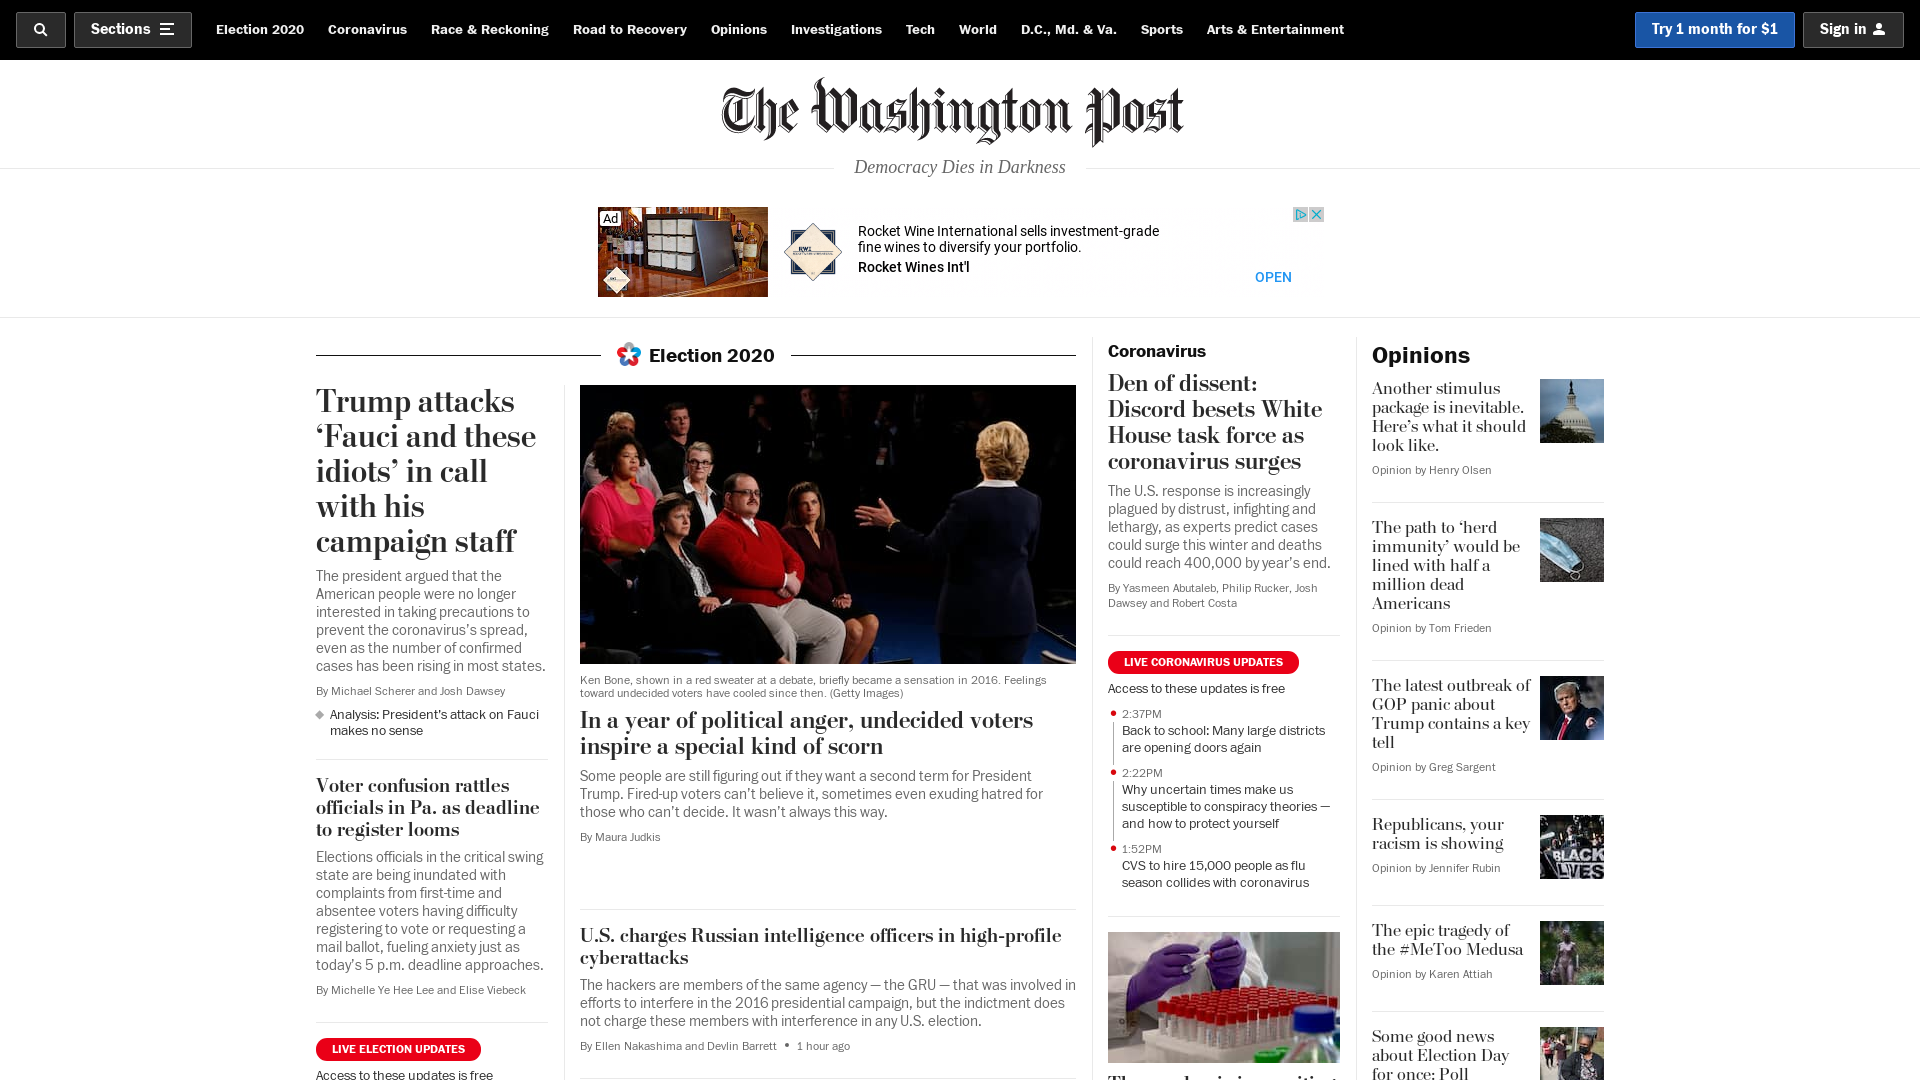 Sections
Election 2020
Coronavirus
Race & Reckoning
Road to Recovery
Opinions
Investigations
Tech
World
D.C., Md. & Va.
Sports
Arts & Entertainment
Try 1 month for $1
Sign in
The Washington Post
Democracy Dies in Darkness
Ad
RWI
Rocket Wine International sells investment-grade
fine wines to diversify your portfolio.
Rocket Wines Int'l
OPEN
Election 2020
Trump attacks
‘Fauci and these
idiots’ in call
with his
campaign staff
The president argued that the
American people were no longer
interested in taking precautions to
prevent the coronavirus’s spread,
even as the number of confirmed
cases has been rising in most states.
By Michael Scherer and Josh Dawsey
Analysis: President's attack on Fauci
makes no sense
Voter confusion rattles
officials in Pa. as deadline
to register looms
Elections officials in the critical swing
state are being inundated with
complaints from first-time and
absentee voters having difficulty
registering to vote or requesting a
mail ballot, fueling anxiety just as
today’s 5 p.m. deadline approaches.
By Michelle Ye Hee Lee and Elise Viebeck
LIVE ELECTION UPDATES
Access to these updates is free
Ken Bone, shown in a red sweater at a debate, briefly became a sensation in 2016. Feelings
toward undecided voters have cooled since then. (Getty Images)
In a year of political anger, undecided voters
inspire a special kind of scorn
Some people are still figuring out if they want a second term for President
Trump. Fired-up voters can’t believe it, sometimes even exuding hatred for
those who can’t decide. It wasn’t always this way.
By Maura Judkis
U.S. charges Russian intelligence officers in high-profile
cyberattacks
The hackers are members of the same agency — the GRU — that was involved in
efforts to interfere in the 2016 presidential campaign, but the indictment does
not charge these members with interference in any U.S. election.
By Ellen Nakashima and Devlin Barrett • 1 hour ago
Coronavirus
Den of dissent:
Discord besets White
House task force as
coronavirus surges
The U.S. response is increasingly
plagued by distrust, infighting and
lethargy, as experts predict cases
could surge this winter and deaths
could reach 400,000 by year’s end.
By Yasmeen Abutaleb, Philip Rucker, Josh
Dawsey and Robert Costa
LIVE CORONAVIRUS UPDATES
Access to these updates is free
2:37PM
Back to school: Many large districts
are opening doors again
2:22PM
Why uncertain times make us
susceptible to conspiracy theories —
and how to protect yourself
1:52PM
CVS to hire 15,000 people as flu
season collides with coronavirus
Opinions
Another stimulus
package is inevitable.
Here’s what it should
look like.
Opinion by Henry Olsen
The path to ‘herd
immunity’ would be
lined with half a
million dead
Americans
Opinion by Tom Frieden
The latest outbreak of
GOP panic about
Trump contains a key
tell
Opinion by Greg Sargent
Republicans, your
racism is showing
Opinion by Jennifer Rubin
BLACK
LIVES
The epic tragedy of
the #MeToo Medusa
Opinion by Karen Attiah
Some good news
about Election Day
for once: Poll